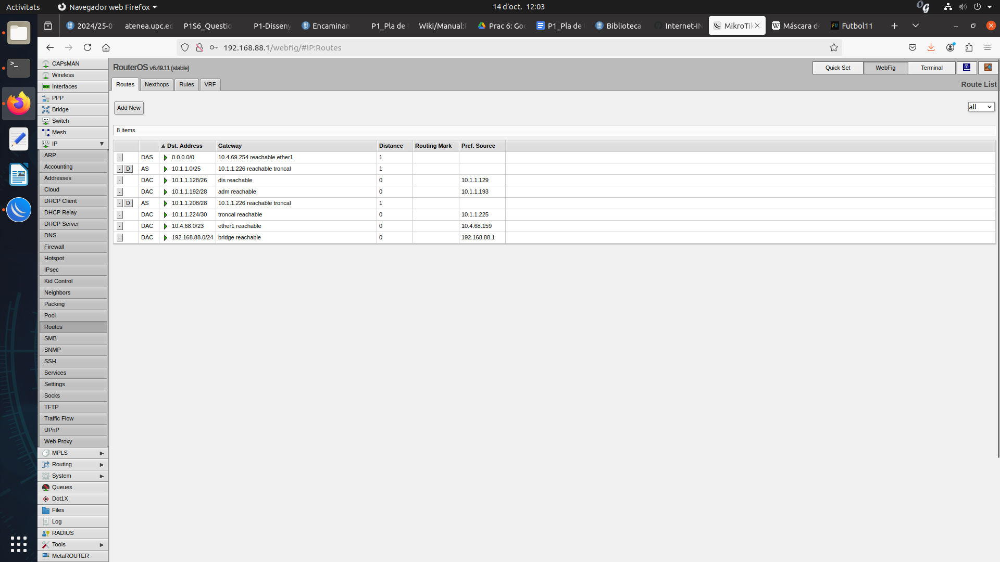 Activitats
Navegador web Firefox
14 d'oct. 12:03
2024/25-0
atenea.upc.ed
P1S6_Questio
P1-Disseny
Encaminan
P1_Pla de
Wiki/Manual:
Prac 6: Goo
P1_Pla de
Biblioteca
Internet-IN
MikroTik
Máscara de
Futbol11
192.168.88.1/webfig/#IP:Routes
CAPsMAN
Wireless
Interfaces
PPP
Bridge
Switch
Mesh
IP
ARP
Accounting
Addresses
Cloud
DHCP Client
DHCP Relay
DHCP Server
DNS
Firewall
Hotspot
IPsec
Kid Control
Neighbors
Packing
Pool
Routes
SMB
SNMP
SSH
Services
Settings
Socks
TFTP
Traffic Flow
UPnP
Web Proxy
MPLS
Routing
System
Queues
Dot1X
Files
Log
RADIUS
Tools
MetaROUTER
RouterOS v6.49.11 (stable)
Quick Set WebFig Terminal
Routes Nexthops Rules VRF
Route List
Add New
all
8 items
Dst. Address Gateway Distance Routing Mark Pref. Source
- DAS 0.0.0.0/0 10.4.69.254 reachable ether1 1
- D AS 10.1.1.0/25 10.1.1.226 reachable troncal 1
- DAC 10.1.1.128/26 dis reachable 0 10.1.1.129
- DAC 10.1.1.192/28 adm reachable 0 10.1.1.193
- D AS 10.1.1.208/28 10.1.1.226 reachable troncal 1
- DAC 10.1.1.224/30 troncal reachable 0 10.1.1.225
- DAC 10.4.68.0/23 ether1 reachable 0 10.4.68.159
- DAC 192.168.88.0/24 bridge reachable 0 192.168.88.1